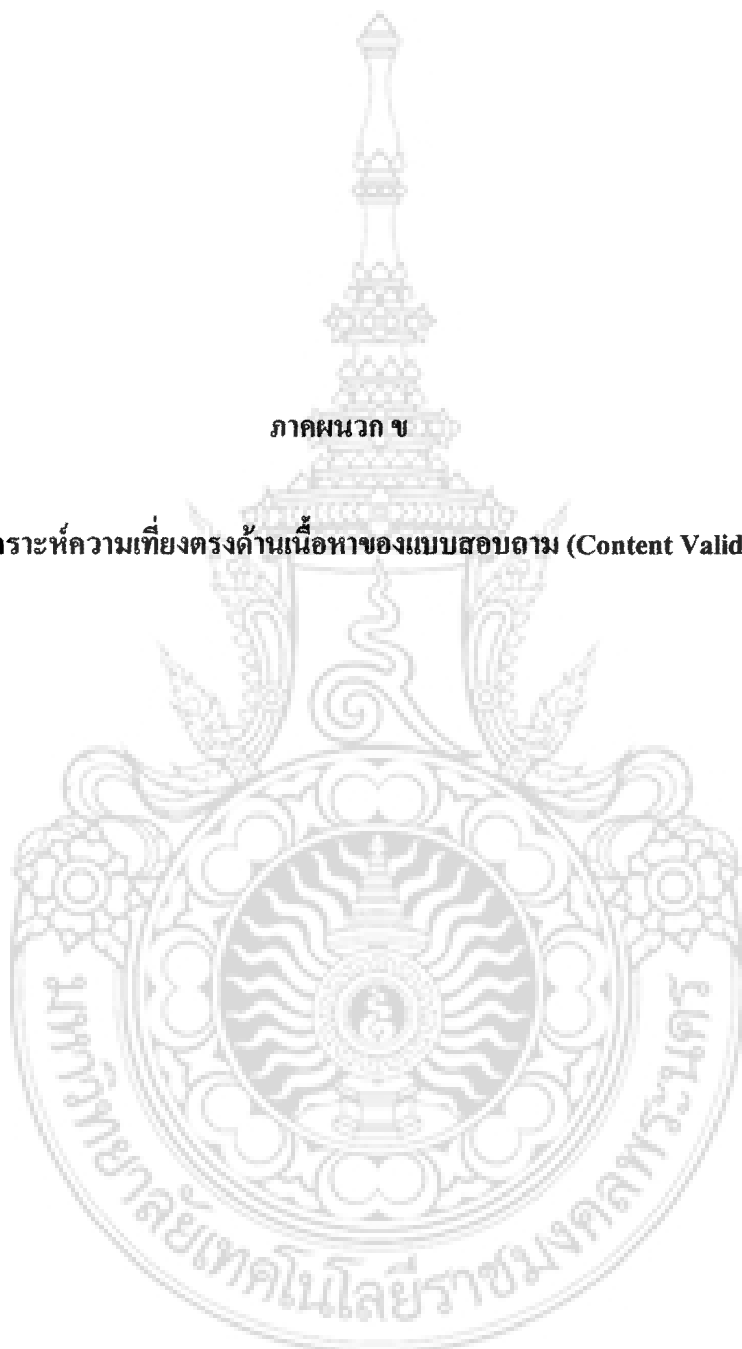 ภาคผนวก ข
คราะห์ความเที่ยงตรงด้านเนื้อหาของแบบสอบถาม (Content Valid
มหาวิทยาลัยเทคโนโลยีราชมงคลพระนคร